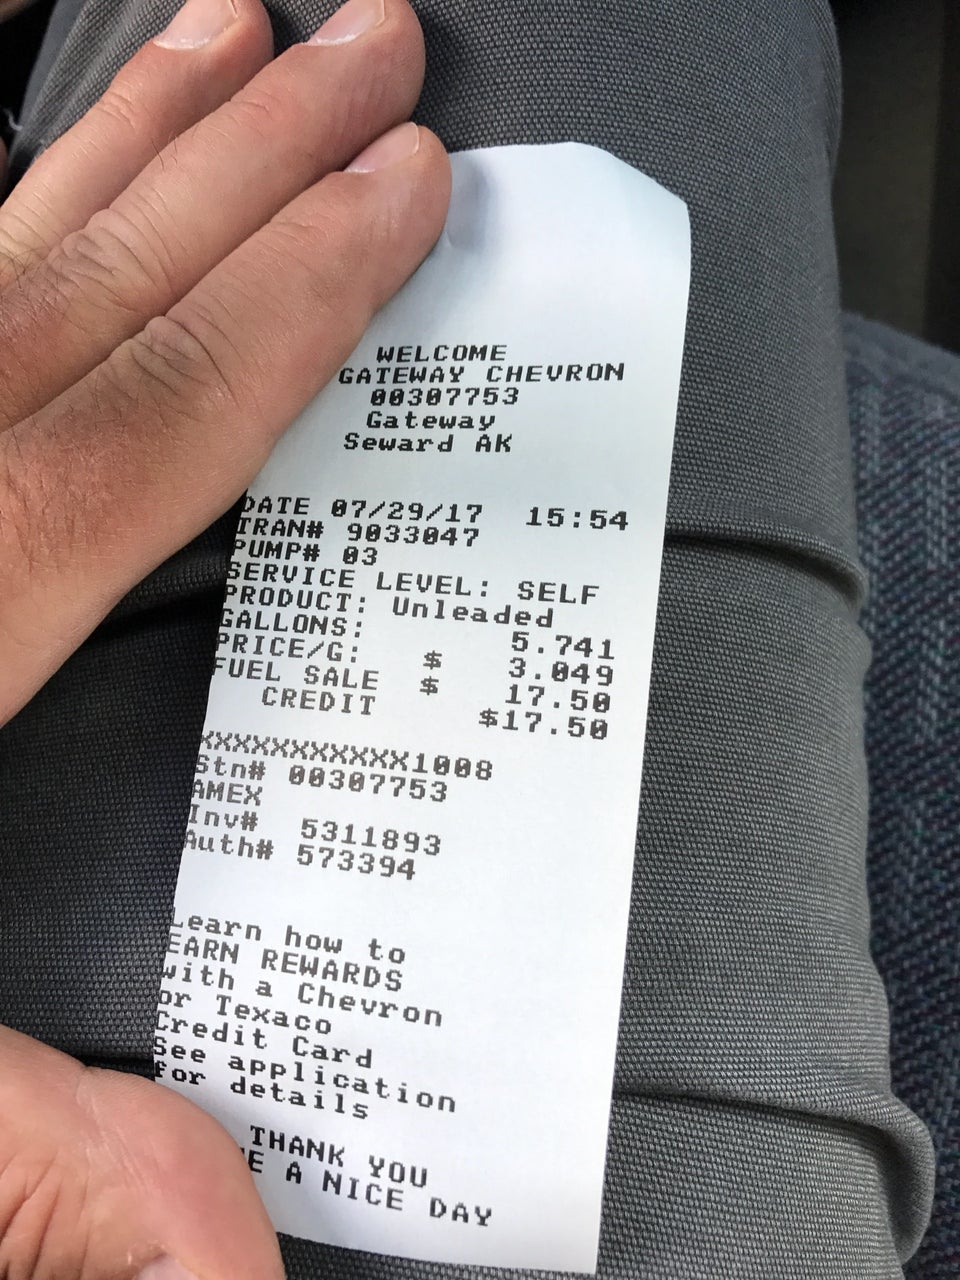 WELCOME
GATEWAY CHEVRON
00307753
Gateway
Seward AK
DATE 07/29/17 15:54
TRAN# 9033047
PUMP# 03
SERVICE LEVEL: SELF
PRODUCT: Unleaded
GALLONS: 5.741
PRICE/G: $ 3.049
FUEL SALE $ 17.50
CREDIT $17.50
XXXXXXXXXXX1008
Stn# 00307753
AMEX
Inv# 5311893
Auth# 573394
Learn how to
EARN REWARDS
with a Chevron
or Texaco
Credit Card
See application
for details
THANK YOU
E A NICE DAY